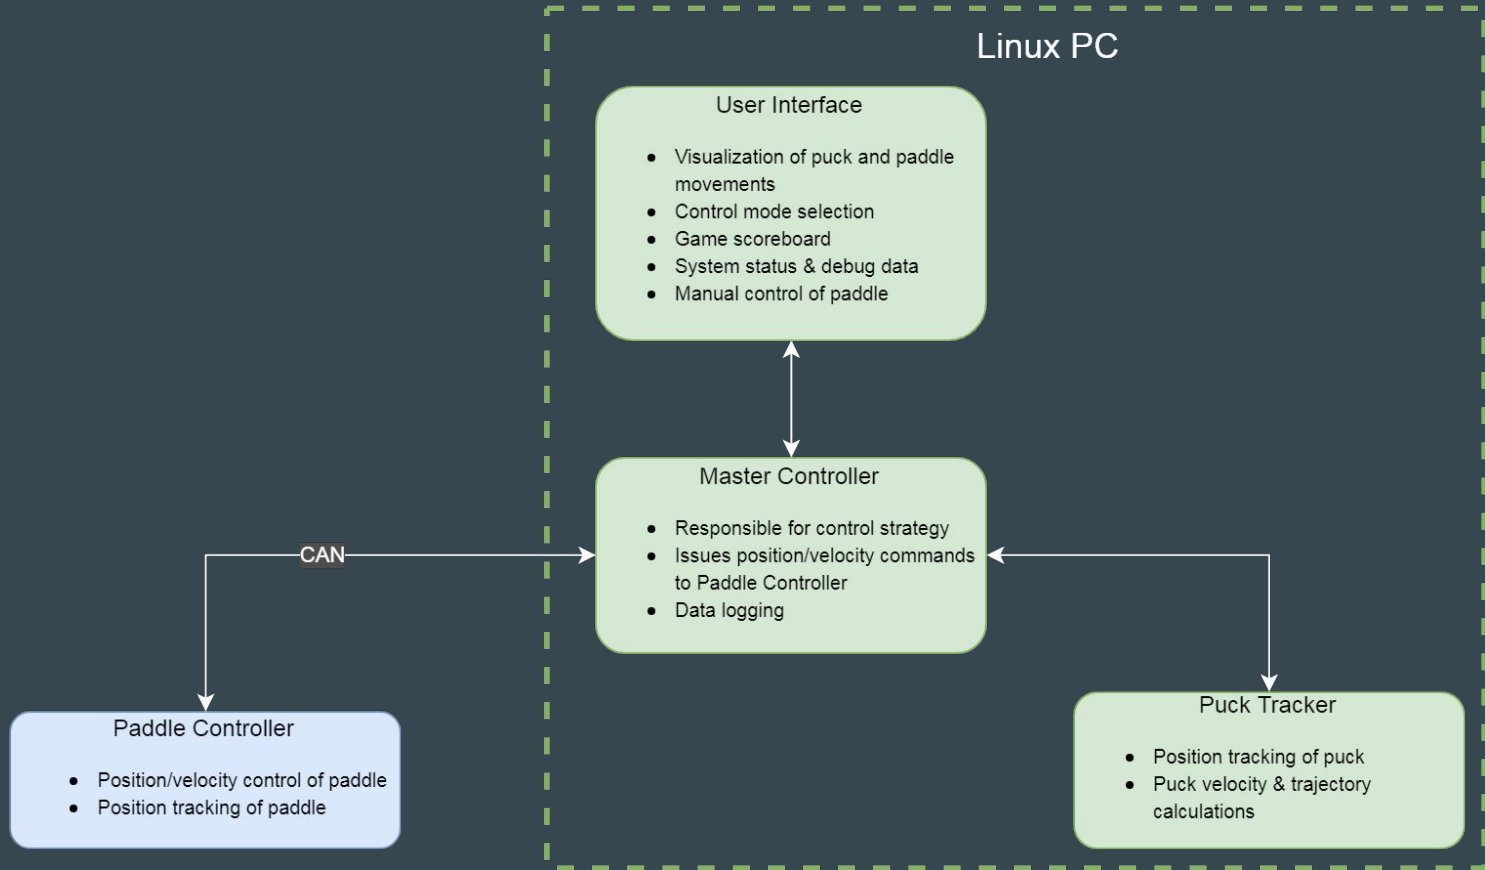 Linux PC
User Interface
• Visualization of puck and paddle
movements
• Control mode selection
• Game scoreboard
• System status & debug data
• Manual control of paddle
Master Controller
• Responsible for control strategy
• Issues position/velocity commands
to Paddle Controller
• Data logging
CAN
Paddle Controller
• Position/velocity control of paddle
• Position tracking of paddle
Puck Tracker
• Position tracking of puck
• Puck velocity & trajectory
calculations